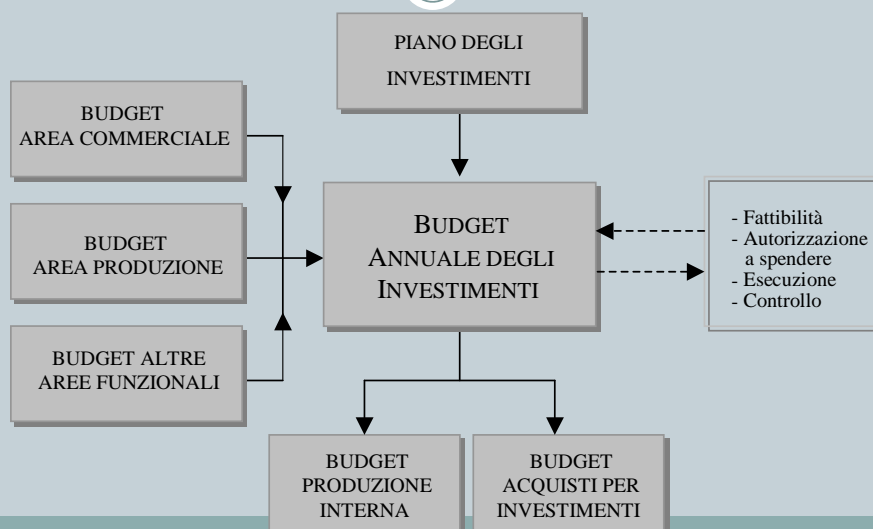 PIANO DEGLI
INVESTIMENTI
BUDGET
AREA COMMERCIALE
BUDGET
AREA PRODUZIONE
BUDGET ALTRE
AREE FUNZIONALI
BUDGET
ANNUALE DEGLI
INVESTIMENTI
- Fattibilità
- Autorizzazione
a spendere
- Esecuzione
- Controllo
BUDGET
PRODUZIONE
INTERNA
BUDGET
ACQUISTI PER
INVESTIMENTI